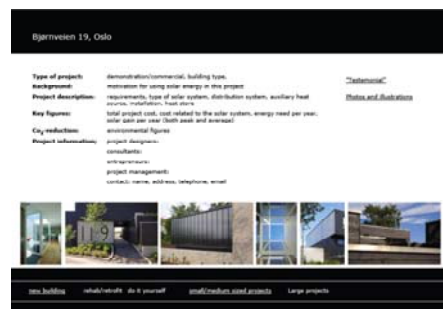 Bjørnveien 19, Oslo
Type of project: demonstration/commercial, building type,
Background: motivation for using solar energy in this project
Project description: requirements, type of solar system, distribution system, auxiliary heat
source, installation, heat store
Key figures: total project cost, cost related to the solar system, energy need per year,
solar gain per year (both peak and average)
Co2-reduction: environmental figures
Project information: project designers:
consultants:
entrepreneurs:
project management:
contact: name, address, telephone, email
"Testemonial"
Photos and illustrations
11-9
new building rehab/retrofit do it yourself small/medium sized projects Large projects